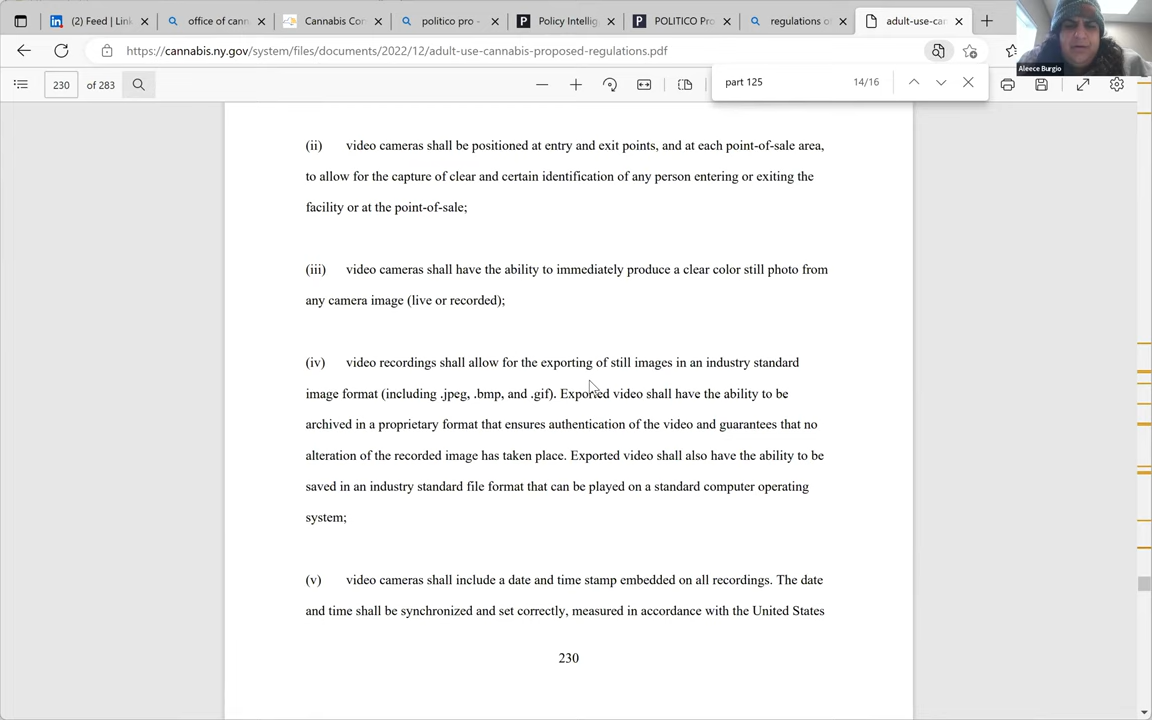 (2) Feed | Link
office of cann
Cannabis Con
politico pro -
Policy Intellig
POLITICO Pro
regulations o
adult-use-can
https://cannabis.ny.gov/system/files/documents/2022/12/adult-use-cannabis-proposed-regulations.pdf
Aleece Burgio
230 of 283
part 125 14/16
(ii) video cameras shall be positioned at entry and exit points, and at each point-of-sale area,
to allow for the capture of clear and certain identification of any person entering or exiting the
facility or at the point-of-sale;
(iii) video cameras shall have the ability to immediately produce a clear color still photo from
any camera image (live or recorded);
(iv) video recordings shall allow for the exporting of still images in an industry standard
image format (including .jpeg, .bmp, and .gif). Exported video shall have the ability to be
archived in a proprietary format that ensures authentication of the video and guarantees that no
alteration of the recorded image has taken place. Exported video shall also have the ability to be
saved in an industry standard file format that can be played on a standard computer operating
system;
(v) video cameras shall include a date and time stamp embedded on all recordings. The date
and time shall be synchronized and set correctly, measured in accordance with the United States
230